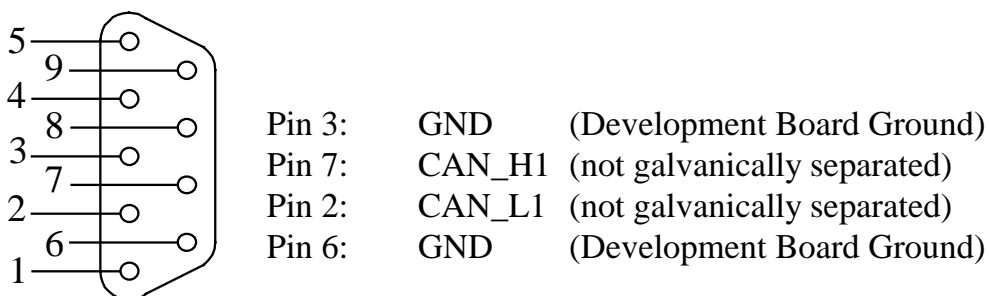 5
9
4
8
3
7
2
6
1
Pin 3: GND (Development Board Ground)
Pin 7: CAN_H1 (not galvanically separated)
Pin 2: CAN_L1 (not galvanically separated)
Pin 6: GND (Development Board Ground)